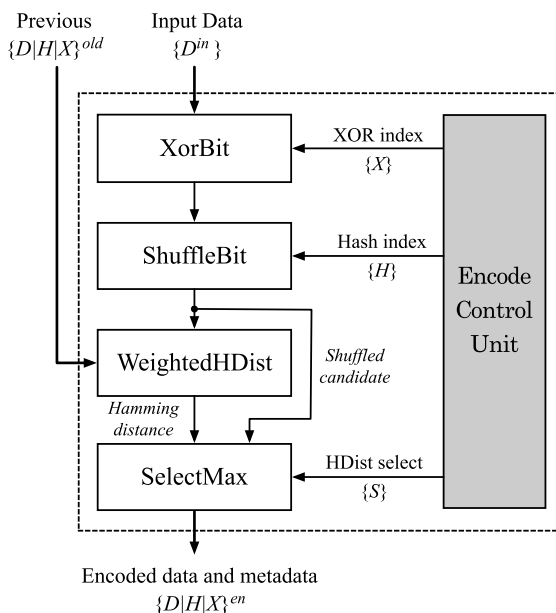 Previous
{D|H|X}^old
Input Data
{D^in }
XorBit
XOR index
{X}
ShuffleBit
Hash index
{H}
Encode
Control
Unit
WeightedHDist
Shuffled
candidate
Hamming
distance
SelectMax
HDist select
{S}
Encoded data and metadata
{D|H|X}^en